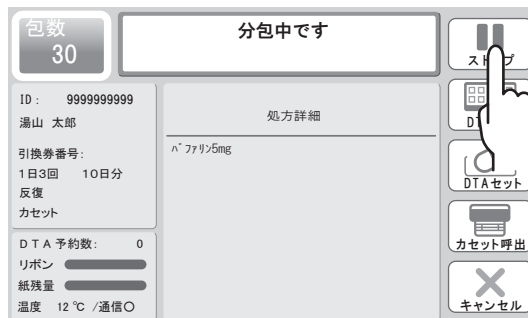 包数
30
分包中です
ストップ
ID： 9999999999
湯山 太郎
引換券番号:
1日3回 10日分
反復
カセット
処方詳細
ﾊﾞﾌｧﾘﾝ5mg
DTAセット
カセット呼出
キャンセル
DTA予約数: 0
リボン
紙残量
温度 12℃ /通信〇